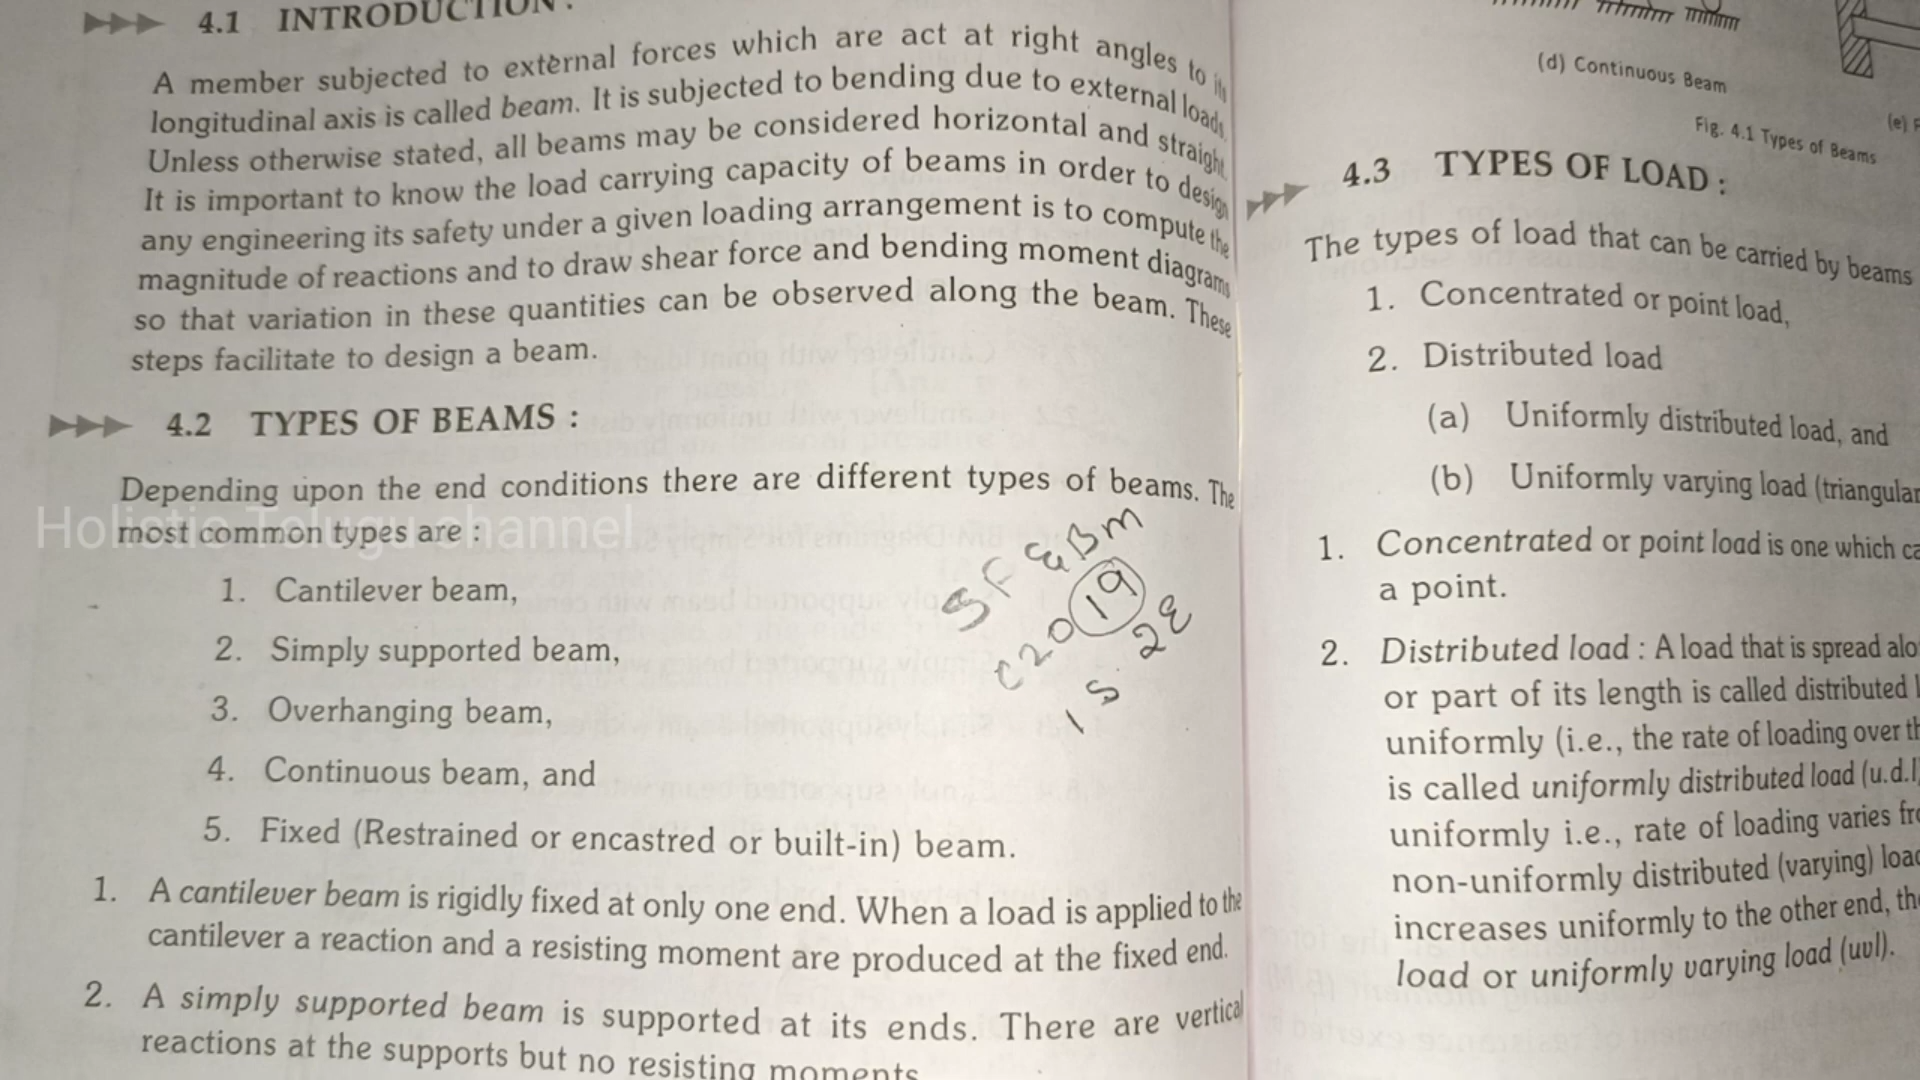 4.1 INTRODUCTION :
A member subjected to external forces which are act at right angles to its
longitudinal axis is called beam. It is subjected to bending due to external loads.
Unless otherwise stated, all beams may be considered horizontal and straight.
It is important to know the load carrying capacity of beams in order to design
any engineering its safety under a given loading arrangement is to compute the
magnitude of reactions and to draw shear force and bending moment diagrams
so that variation in these quantities can be observed along the beam. These
steps facilitate to design a beam.
4.2 TYPES OF BEAMS :
Depending upon the end conditions there are different types of beams. The
most common types are :
Holistic Telugu channel
1. Cantilever beam,
2. Simply supported beam,
3. Overhanging beam,
4. Continuous beam, and
5. Fixed (Restrained or encastred or built-in) beam.
SF & BM
C20 19
1 S
1. A cantilever beam is rigidly fixed at only one end. When a load is applied to the
cantilever a reaction and a resisting moment are produced at the fixed end.
2. A simply supported beam is supported at its ends. There are vertical
reactions at the supports but no resisting moments
(d) Continuous Beam
(e)
Fig. 4.1 Types of Beams
4.3 TYPES OF LOAD :
The types of load that can be carried by beams
1. Concentrated or point load,
2. Distributed load
(a) Uniformly distributed load, and
(b) Uniformly varying load (triangular
1. Concentrated or point load is one which
a point.
2. Distributed load : A load that is spread
or part of its length is called distributed
uniformly (i.e., the rate of loading over
is called uniformly distributed load (u.d.l
uniformly i.e., rate of loading varies
non-uniformly distributed (varying)
increases uniformly to the other end,
load or uniformly varying load (uvl).